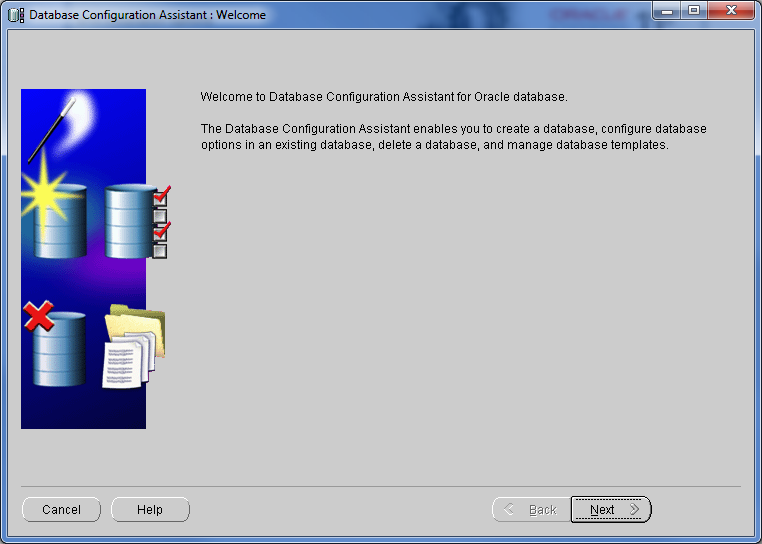 Database Configuration Assistant : Welcome
Welcome to Database Configuration Assistant for Oracle database.
The Database Configuration Assistant enables you to create a database, configure database
options in an existing database, delete a database, and manage database templates.
Cancel
Help
Back
Next